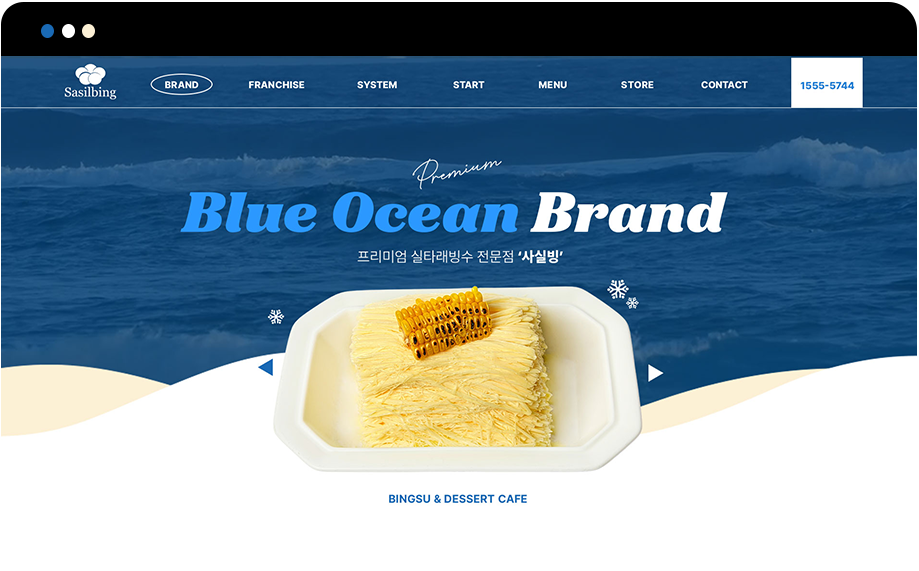 Sasilbing
BRAND FRANCHISE SYSTEM START MENU STORE CONTACT 1555-5744
Premium
Blue Ocean Brand
프리미엄 실타래빙수 전문점 ‘사실빙’
BINGSU & DESSERT CAFE